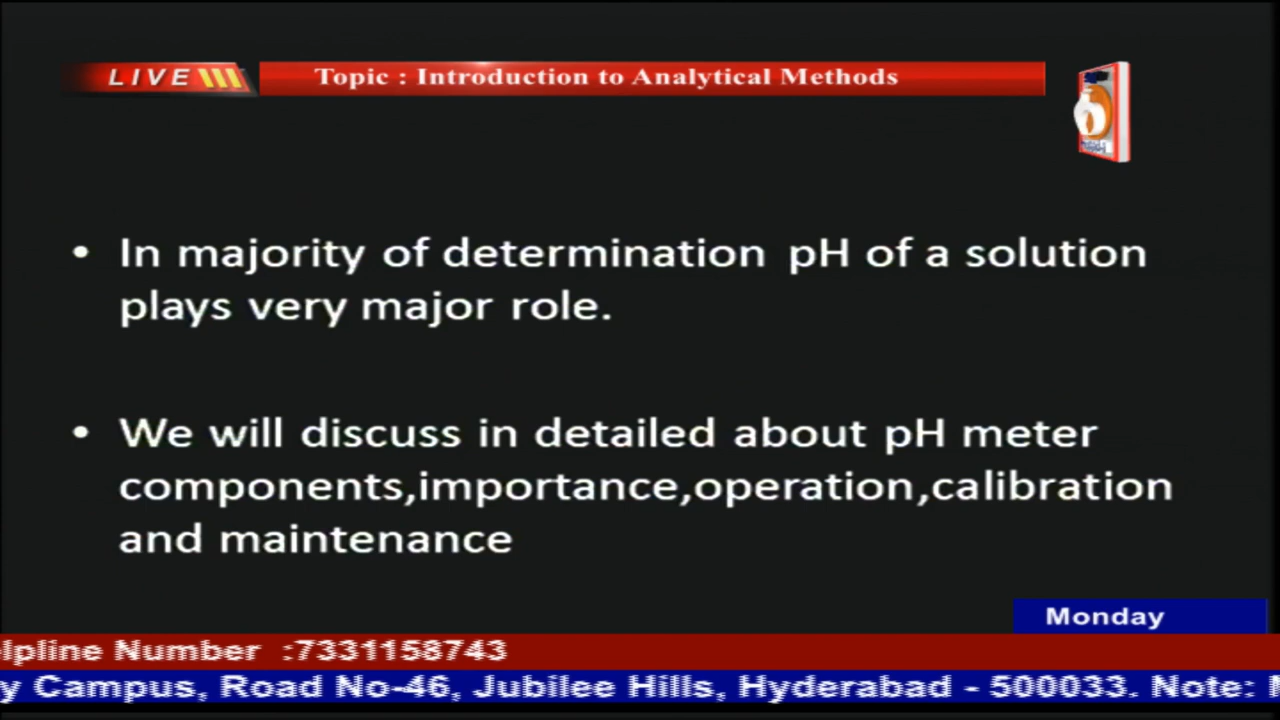 LIVE
Topic : Introduction to Analytical Methods
• In majority of determination pH of a solution
plays very major role.
• We will discuss in detailed about pH meter
components,importance,operation,calibration
and maintenance
Monday
Number :7331158743
Campus, Road No-46, Jubilee Hills, Hyderabad - 500033. Note: